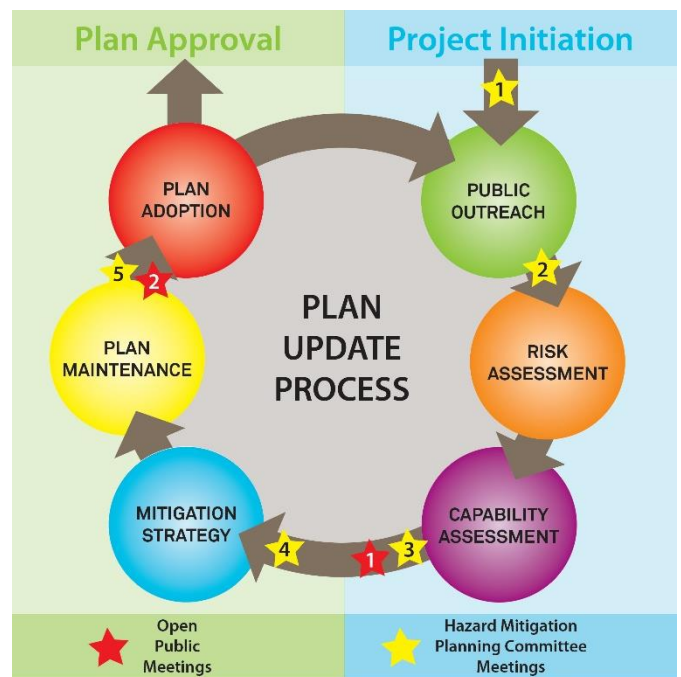 Plan Approval
Project Initiation
1
PLAN
ADOPTION
PUBLIC
OUTREACH
5
2
2
PLAN
UPDATE
PROCESS
PLAN
MAINTENANCE
RISK
ASSESSMENT
MITIGATION
STRATEGY
CAPABILITY
ASSESSMENT
4
1
3
Open
Public
Meetings
Hazard Mitigation
Planning Committee
Meetings